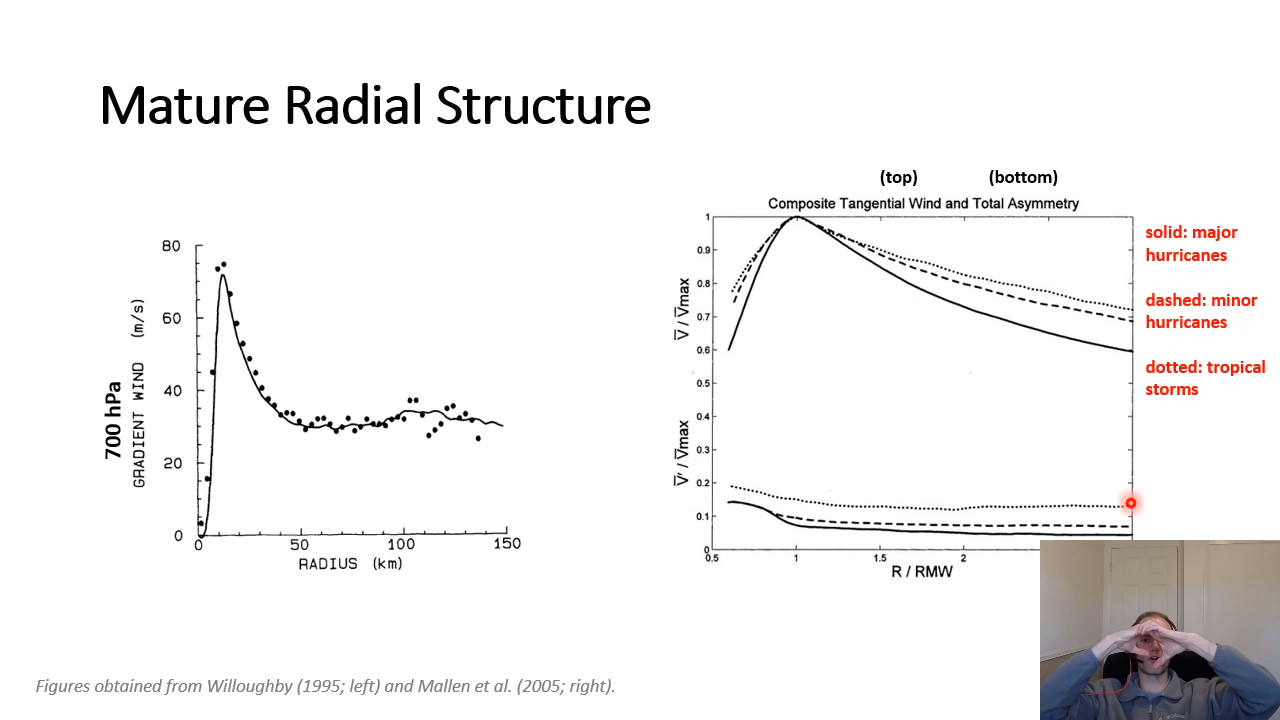 Mature Radial Structure
80
60
40
20
0
700 hPa
GRADIENT WIND (m/s)
0
50
100
150
RADIUS (km)
(top)
(bottom)
Composite Tangential Wind and Total Asymmetry
1
0.9
0.8
0.7
0.6
0.5
0.4
0.3
0.2
0.1
0
V̅ / V̅max
V̅' / V̅max
0.5
1
1.5
2
R / RMW
solid: major
hurricanes
dashed: minor
hurricanes
dotted: tropical
storms
Figures obtained from Willoughby (1995; left) and Mallen et al. (2005; right).